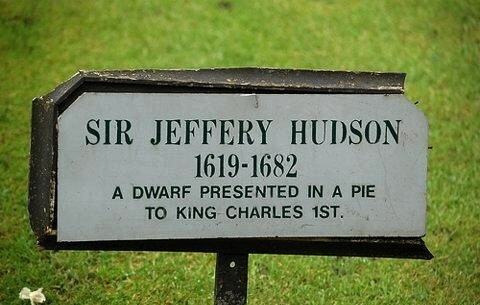 SIR JEFFERY HUDSON
1619-1682
A DWARF PRESENTED IN A PIE
TO KING CHARLES 1ST.